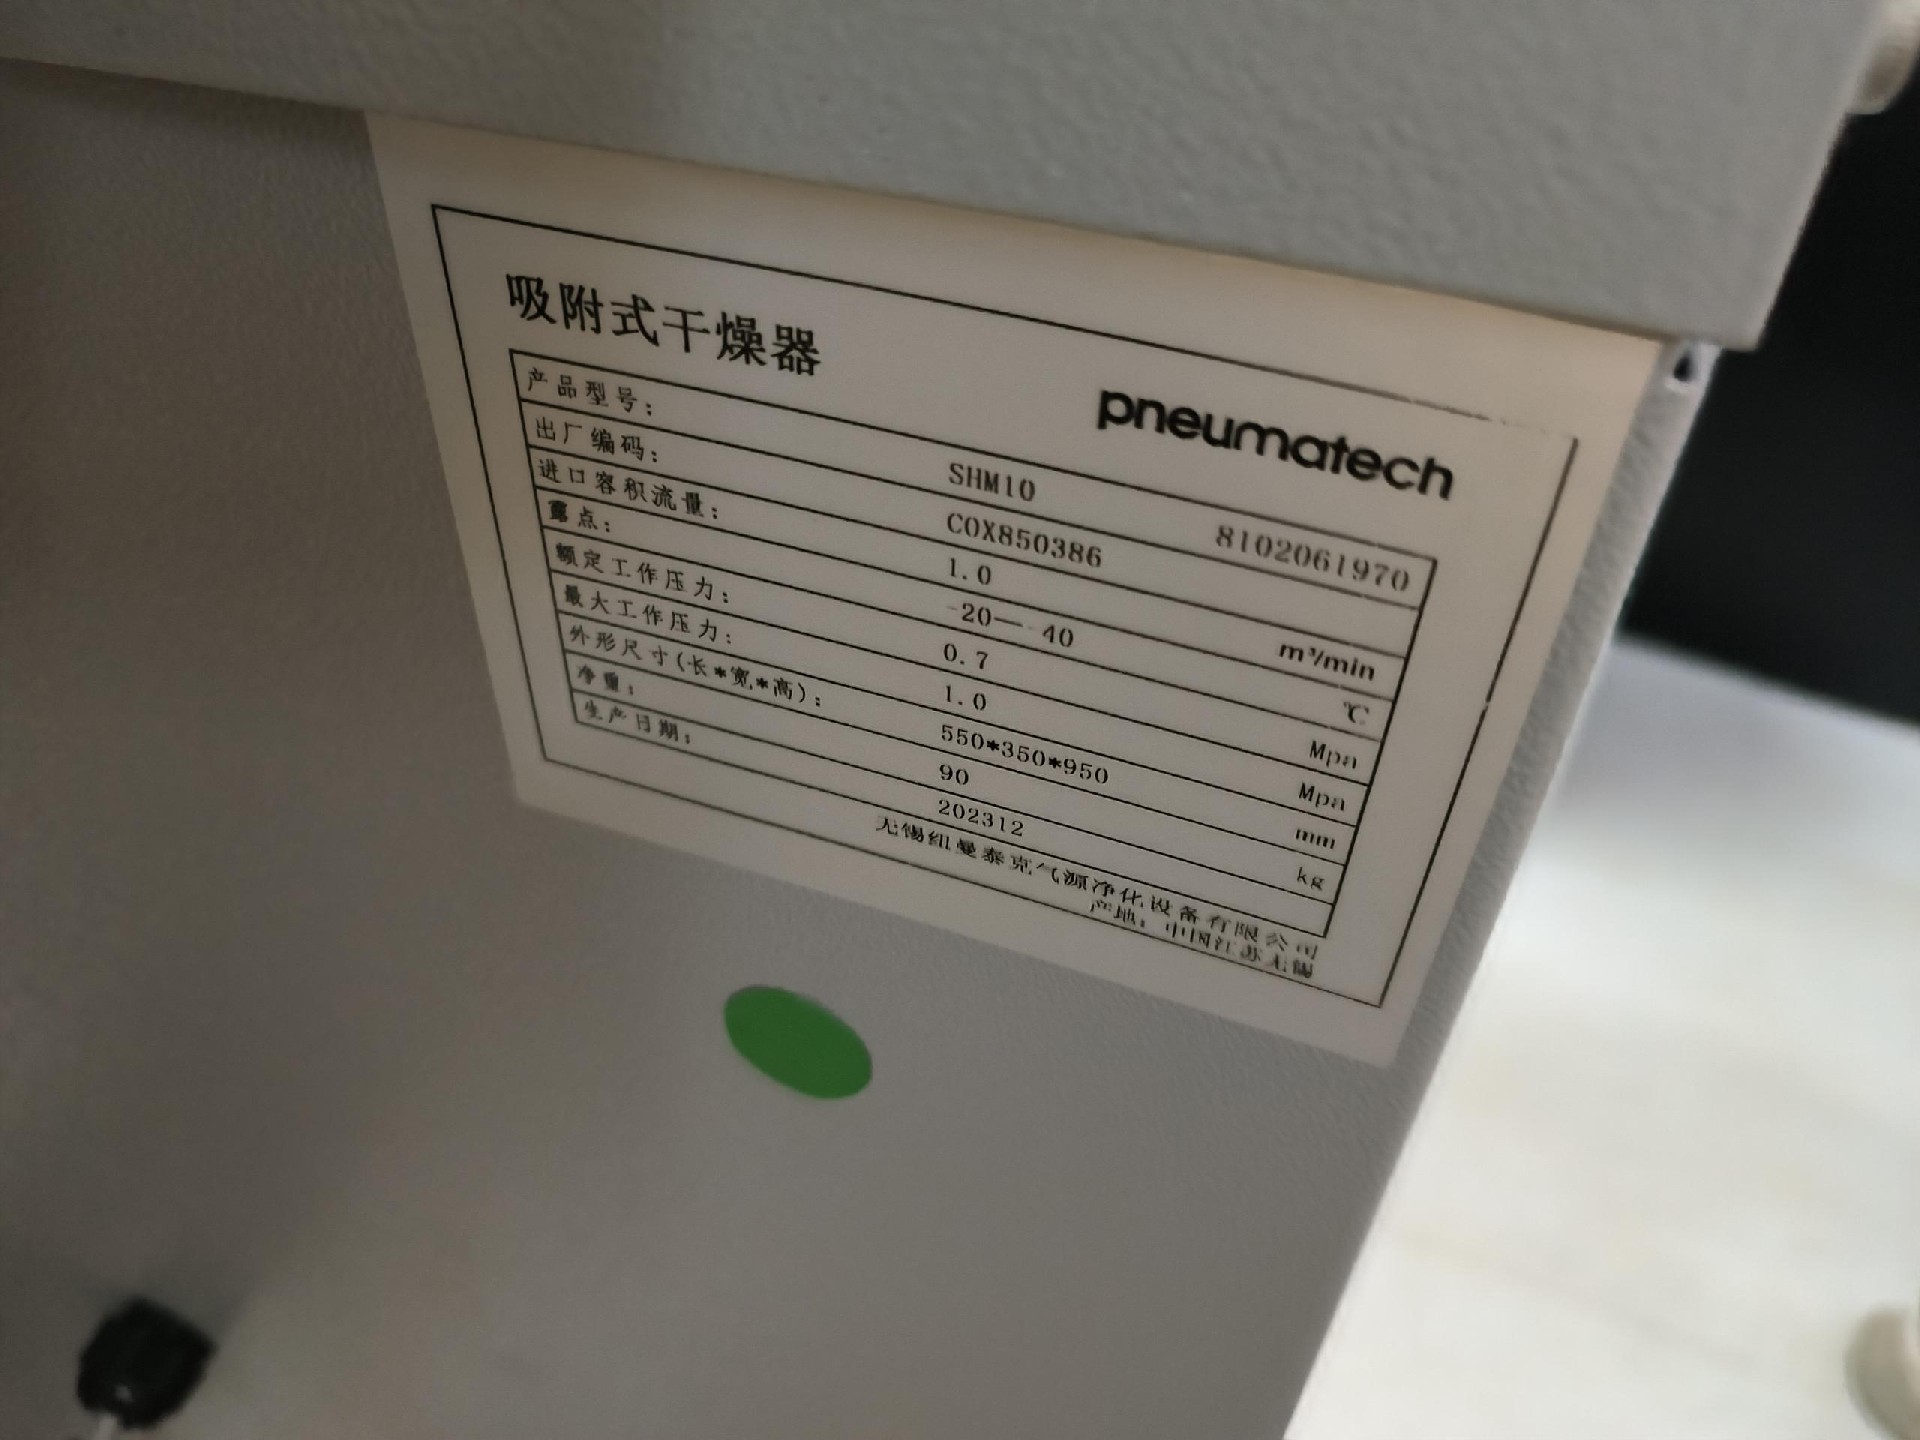 吸附式干燥器
pneumatech
产品型号: SHM10 8102061970
出厂编码: COX850386
进口容积流量: 1.0 m³/min
露点: -20—-40 ℃
额定工作压力: 0.7 Mpa
最大工作压力: 1.0 Mpa
外形尺寸(长*宽*高): 550*350*950 mm
净重: 90 kg
生产日期: 202312
无锡纽曼泰克气源净化设备有限公司
产地: 中国江苏无锡